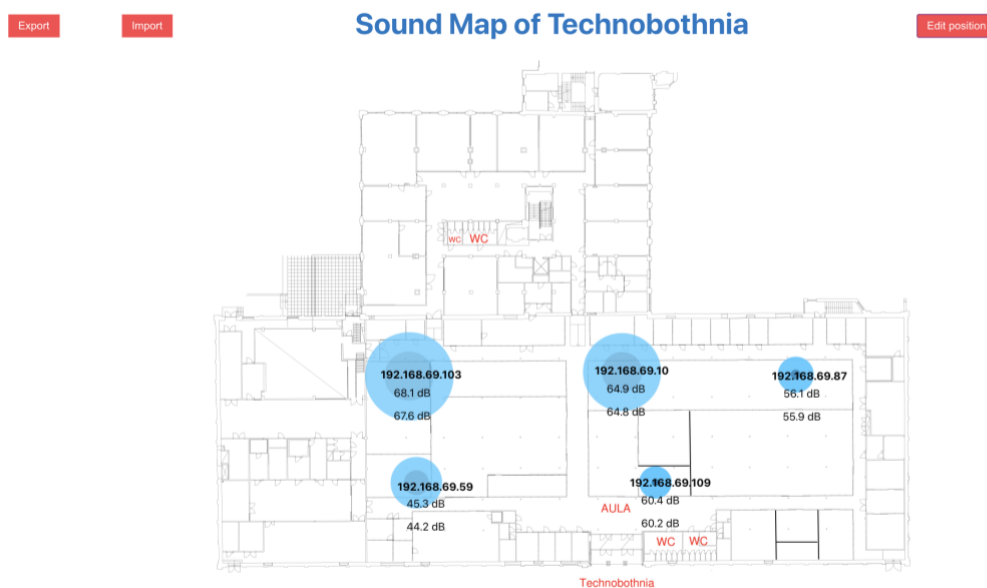 Export
Import
Sound Map of Technobothnia
Edit position
WC
WC
192.168.69.103
68.1 dB
67.6 dB
192.168.69.10
64.9 dB
64.8 dB
192.168.69.87
56.1 dB
55.9 dB
192.168.69.59
45.3 dB
44.2 dB
192.168.69.109
60.4 dB
60.2 dB
AULA
WC
WC
Technobothnia